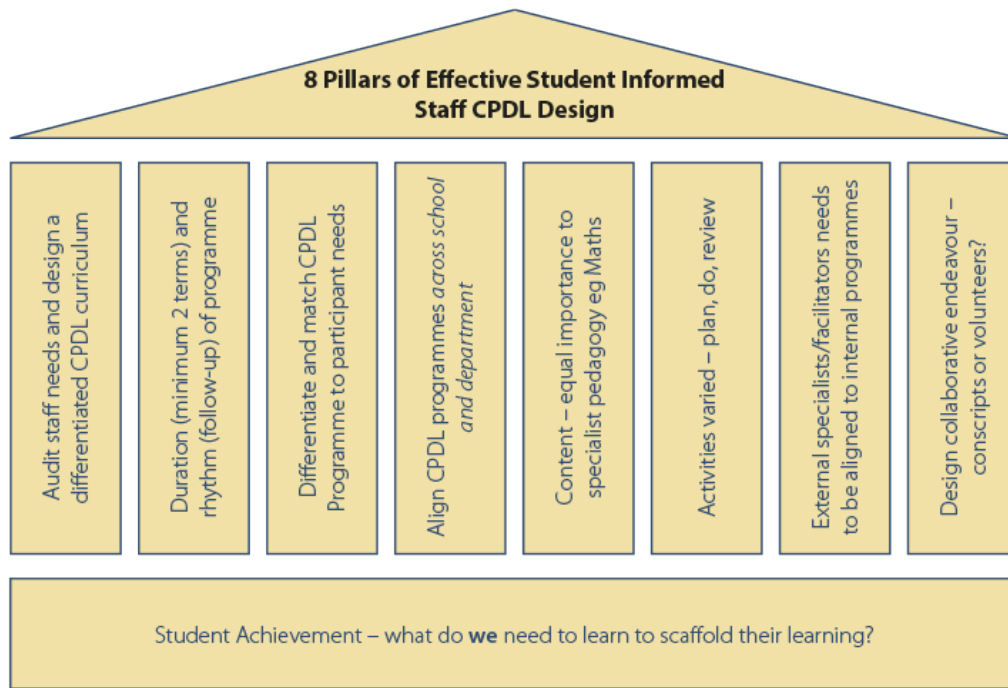 8 Pillars of Effective Student Informed
Staff CPDL Design
Audit staff needs and design a
differentiated CPDL curriculum
Duration (minimum 2 terms) and
rhythm (follow-up) of programme
Differentiate and match CPDL
Programme to participant needs
Align CPDL programmes across school
and department
Content – equal importance to
specialist pedagogy eg Maths
Activities varied – plan, do, review
External specialists/facilitators needs
to be aligned to internal programmes
Design collaborative endeavour –
conscripts or volunteers?
Student Achievement – what do we need to learn to scaffold their learning?